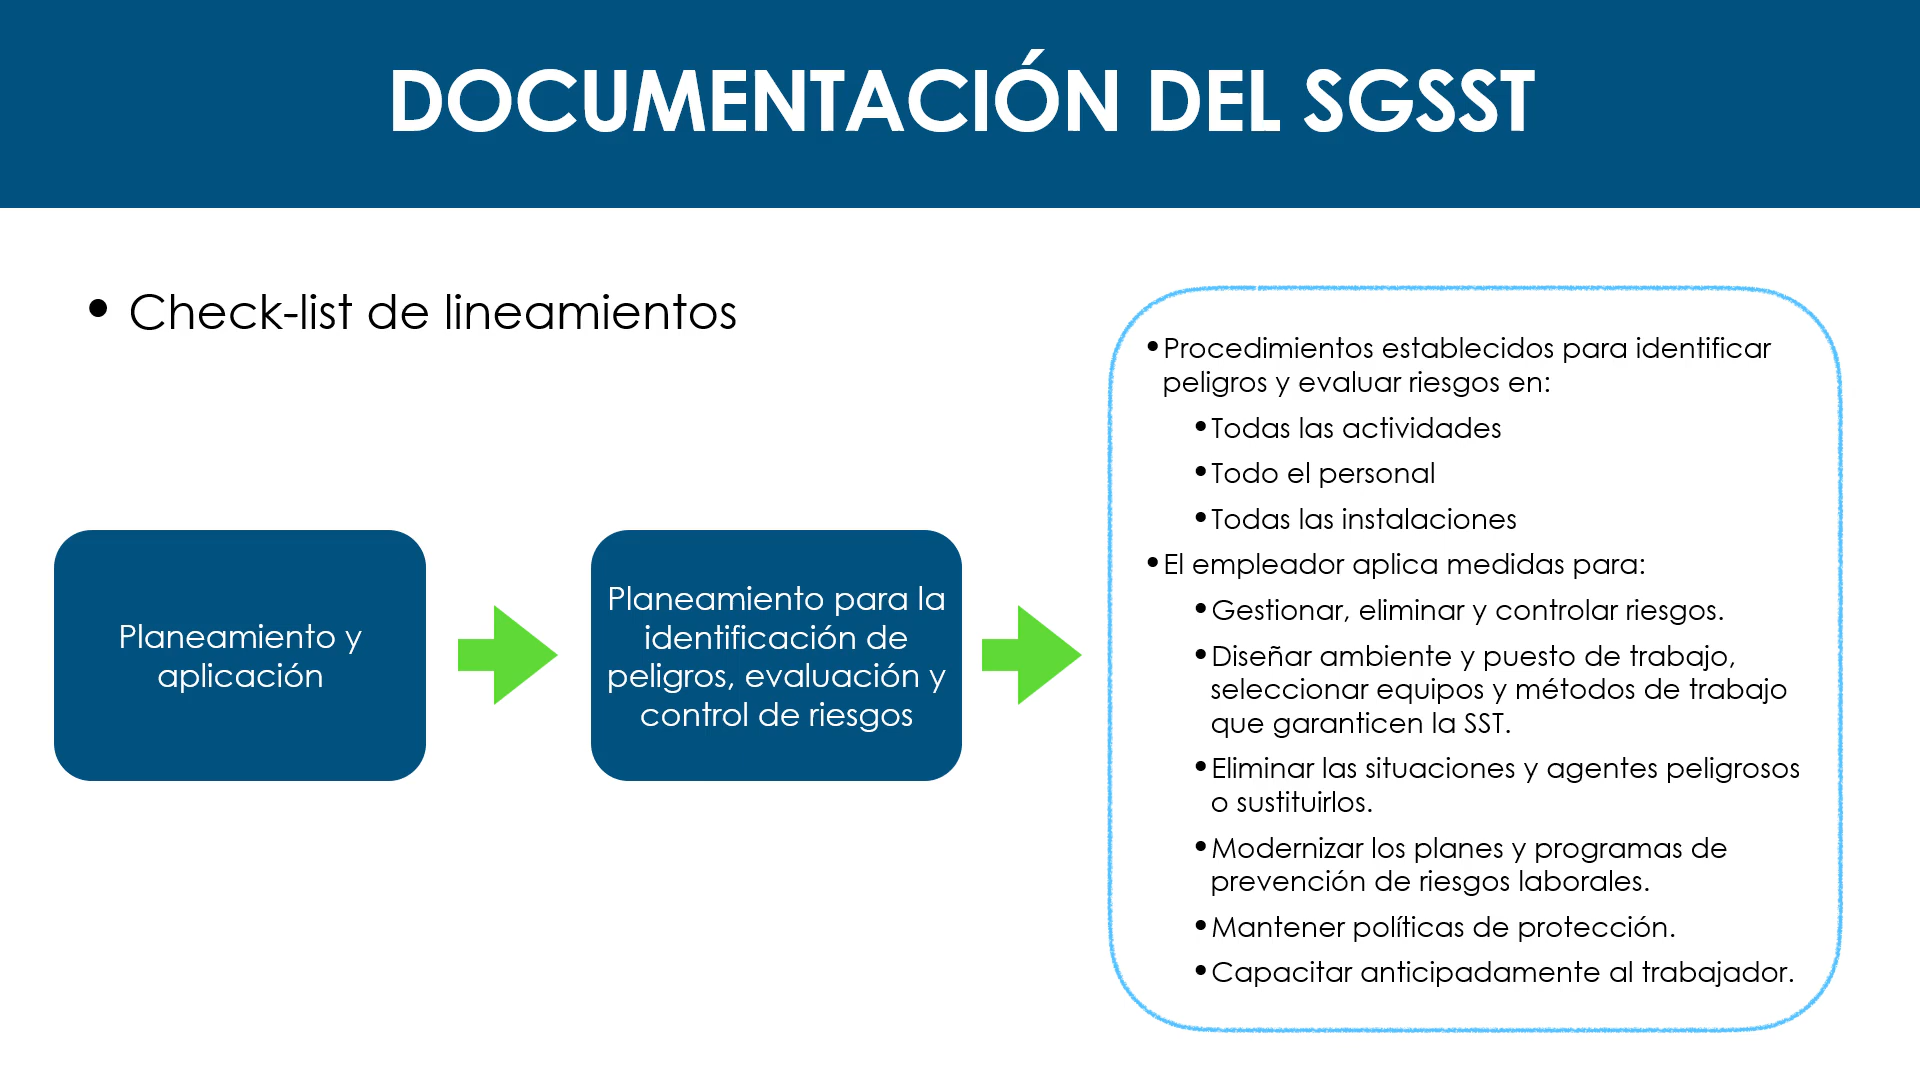 DOCUMENTACIÓN DEL SGSST
• Check-list de lineamientos
Planeamiento y
aplicación
Planeamiento para la
identificación de
peligros, evaluación y
control de riesgos
•Procedimientos establecidos para identificar
peligros y evaluar riesgos en:
•Todas las actividades
•Todo el personal
•Todas las instalaciones
•El empleador aplica medidas para:
•Gestionar, eliminar y controlar riesgos.
•Diseñar ambiente y puesto de trabajo,
seleccionar equipos y métodos de trabajo
que garanticen la SST.
•Eliminar las situaciones y agentes peligrosos
o sustituirlos.
•Modernizar los planes y programas de
prevención de riesgos laborales.
•Mantener políticas de protección.
•Capacitar anticipadamente al trabajador.